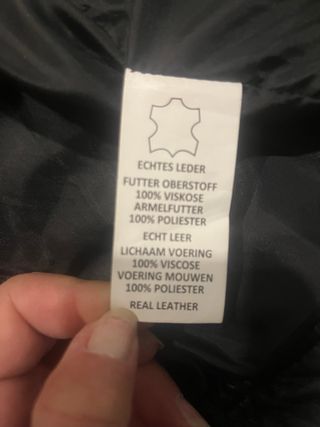 ECHTES LEDER
FUTTER OBERSTOFF
100% VISKOSE
ARMELFUTTER
100% POLIESTER
ECHT LEER
LICHAAM VOERING
100% VISCOSE
VOERING MOUWEN
100% POLIESTER
REAL LEATHER